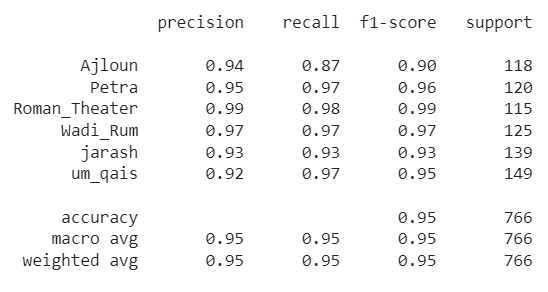 precision recall f1-score support
Ajloun 0.94 0.87 0.90 118
Petra 0.95 0.97 0.96 120
Roman_Theater 0.99 0.98 0.99 115
Wadi_Rum 0.97 0.97 0.97 125
jarash 0.93 0.93 0.93 139
um_qais 0.92 0.97 0.95 149
accuracy 0.95 766
macro avg 0.95 0.95 0.95 766
weighted avg 0.95 0.95 0.95 766